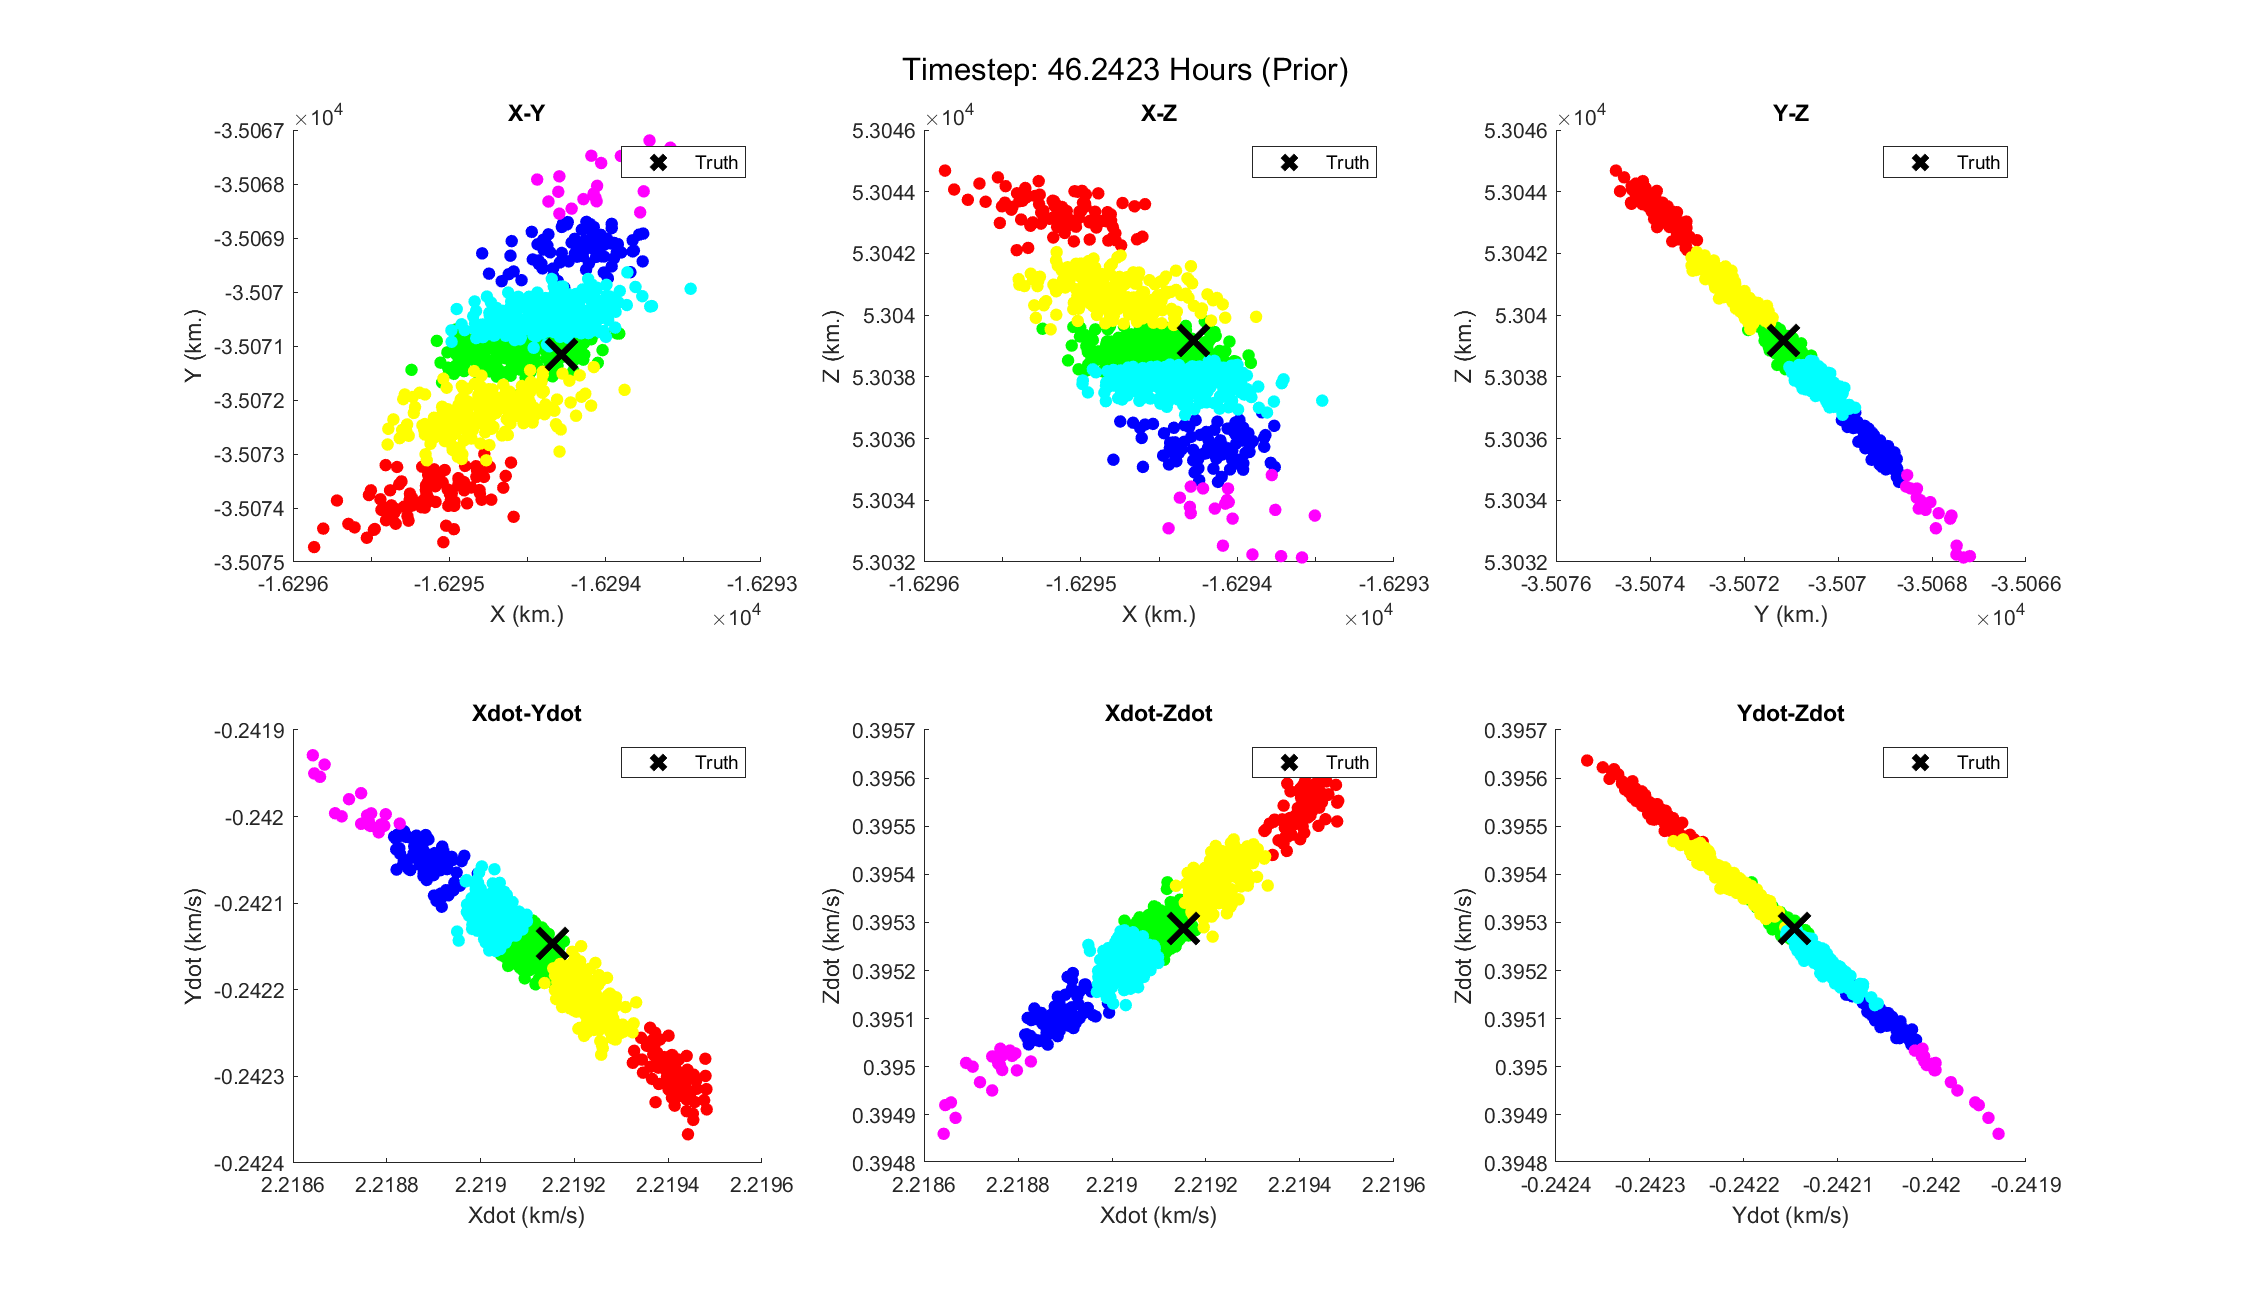 Timestep: 46.2423 Hours (Prior)
X-Y
×10^4
-3.5067
-3.5068
-3.5069
-3.507
-3.5071
-3.5072
-3.5073
-3.5074
-3.5075
Y (km.)
Truth
-1.6296 -1.6295 -1.6294 -1.6293
X (km.)
×10^4
X-Z
×10^4
5.3046
5.3044
5.3042
5.304
5.3038
5.3036
5.3034
5.3032
Z (km.)
Truth
-1.6296 -1.6295 -1.6294 -1.6293
X (km.)
×10^4
Y-Z
×10^4
5.3046
5.3044
5.3042
5.304
5.3038
5.3036
5.3034
5.3032
Z (km.)
Truth
-3.5076 -3.5074 -3.5072 -3.507 -3.5068 -3.5066
Y (km.)
×10^4
Xdot-Ydot
-0.2419
-0.242
-0.2421
-0.2422
-0.2423
-0.2424
Ydot (km/s)
Truth
2.2186 2.2188 2.219 2.2192 2.2194 2.2196
Xdot (km/s)
Xdot-Zdot
0.3957
0.3956
0.3955
0.3954
0.3953
0.3952
0.3951
0.395
0.3949
0.3948
Zdot (km/s)
Truth
2.2186 2.2188 2.219 2.2192 2.2194 2.2196
Xdot (km/s)
Ydot-Zdot
0.3957
0.3956
0.3955
0.3954
0.3953
0.3952
0.3951
0.395
0.3949
0.3948
Zdot (km/s)
Truth
-0.2424 -0.2423 -0.2422 -0.2421 -0.242 -0.2419
Ydot (km/s)